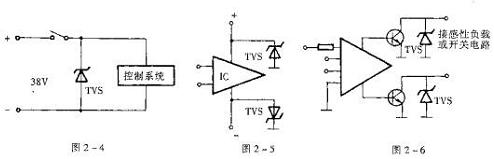 +
38V
TVS
控制系统
−
图 2-4
+
TVS
IC
TVS
−
图 2-5
TVS
接感性负载
或开关电路
TVS
图 2-6